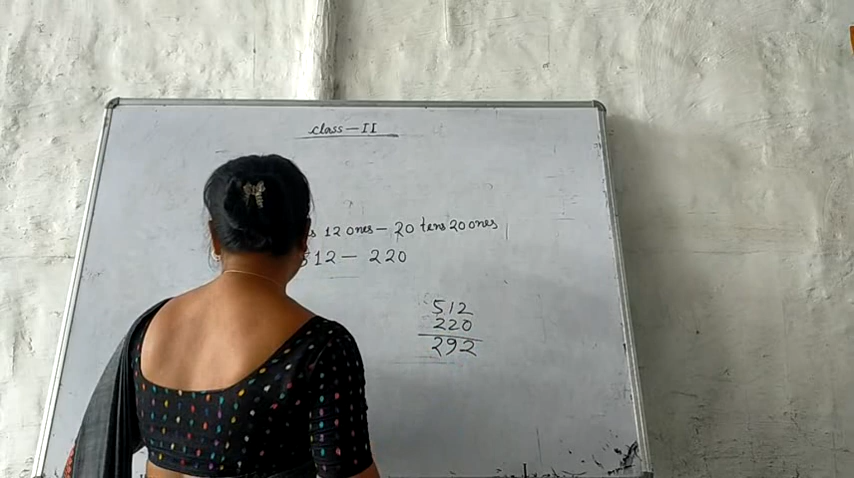 class - II
12 ones - 20 tens 20 ones
512 - 220
512
220
292